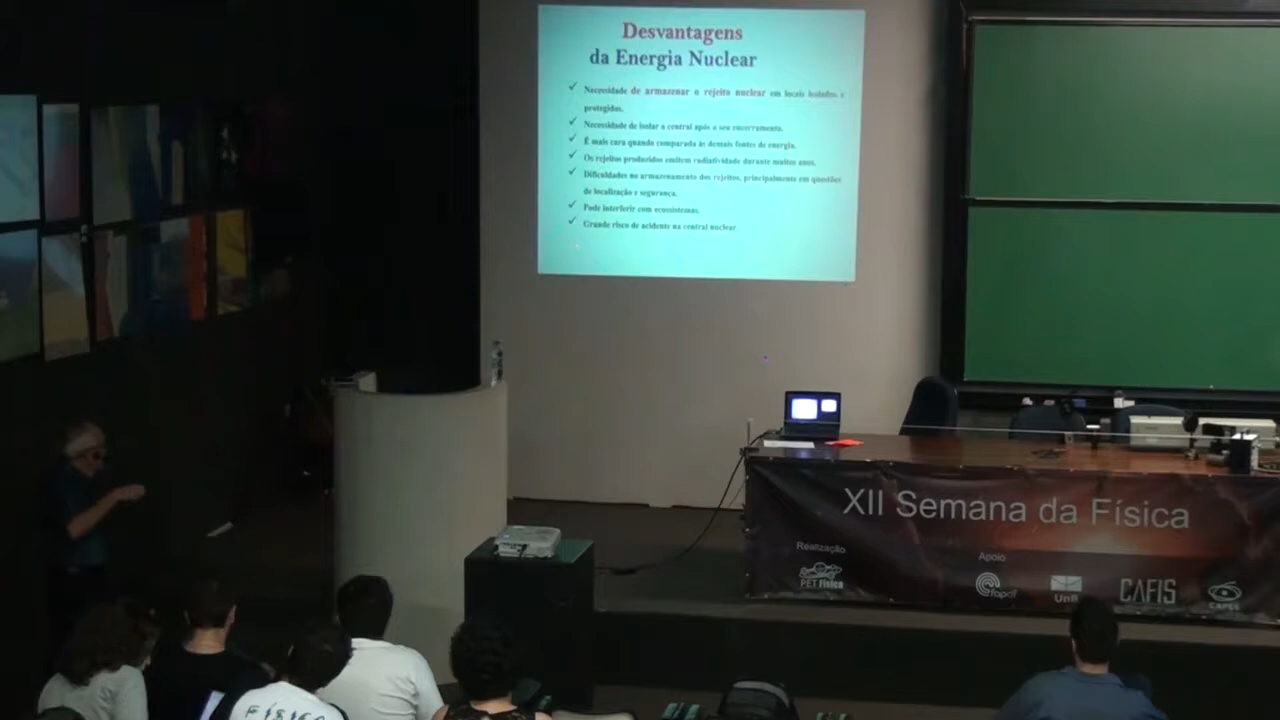 Desvantagens
da Energia Nuclear
✓ Necessidade de armazenar o rejeito nuclear em locais isolados e
protegidos.
✓ Necessidade de isolar a central após o seu encerramento.
✓ É mais cara quando comparada às demais fontes de energia.
✓ Os rejeitos produzidos emitem radiatividade durante muitos anos.
✓ Dificuldades no armazenamento dos rejeitos, principalmente em questões
de localização e segurança.
✓ Pode interferir com ecossistemas.
✓ Grande risco de acidente na central nuclear
XII Semana da Física
Realização
Apoio
PET Física
fapdf
UnB
CAFIS
CAPES
FÍSICA